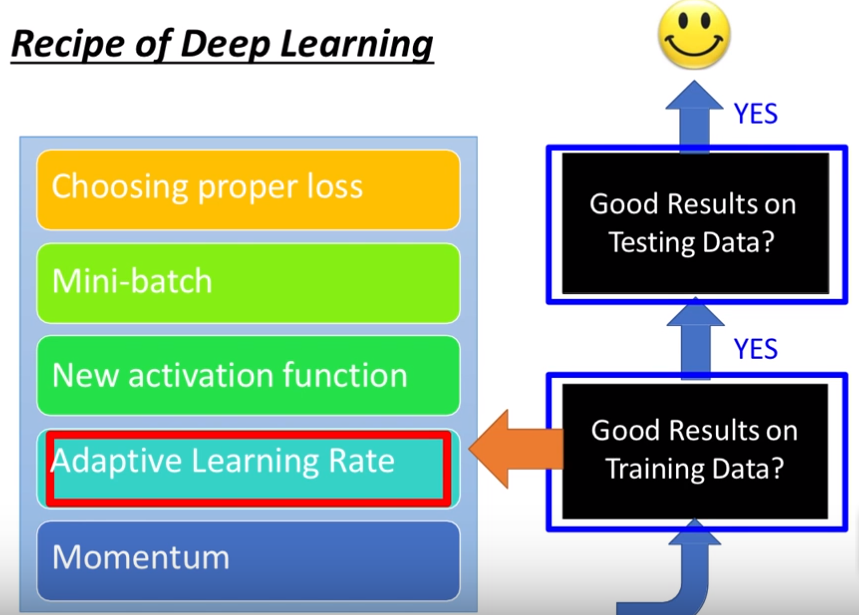 Recipe of Deep Learning
YES
Choosing proper loss
Mini-batch
New activation function
Adaptive Learning Rate
Momentum
Good Results on
Testing Data?
YES
Good Results on
Training Data?